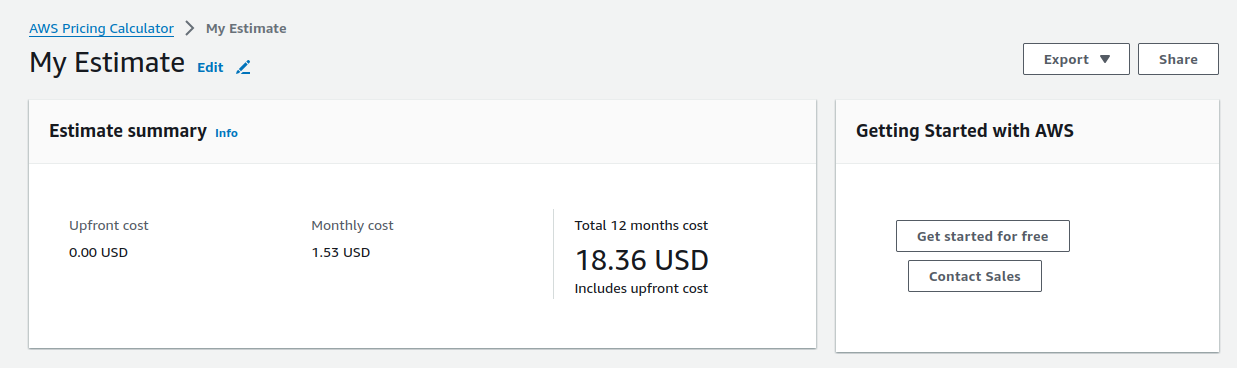 AWS Pricing Calculator > My Estimate
My Estimate Edit
Export ▼ Share
Estimate summary Info
Upfront cost
0.00 USD
Monthly cost
1.53 USD
Total 12 months cost
18.36 USD
Includes upfront cost
Getting Started with AWS
Get started for free
Contact Sales